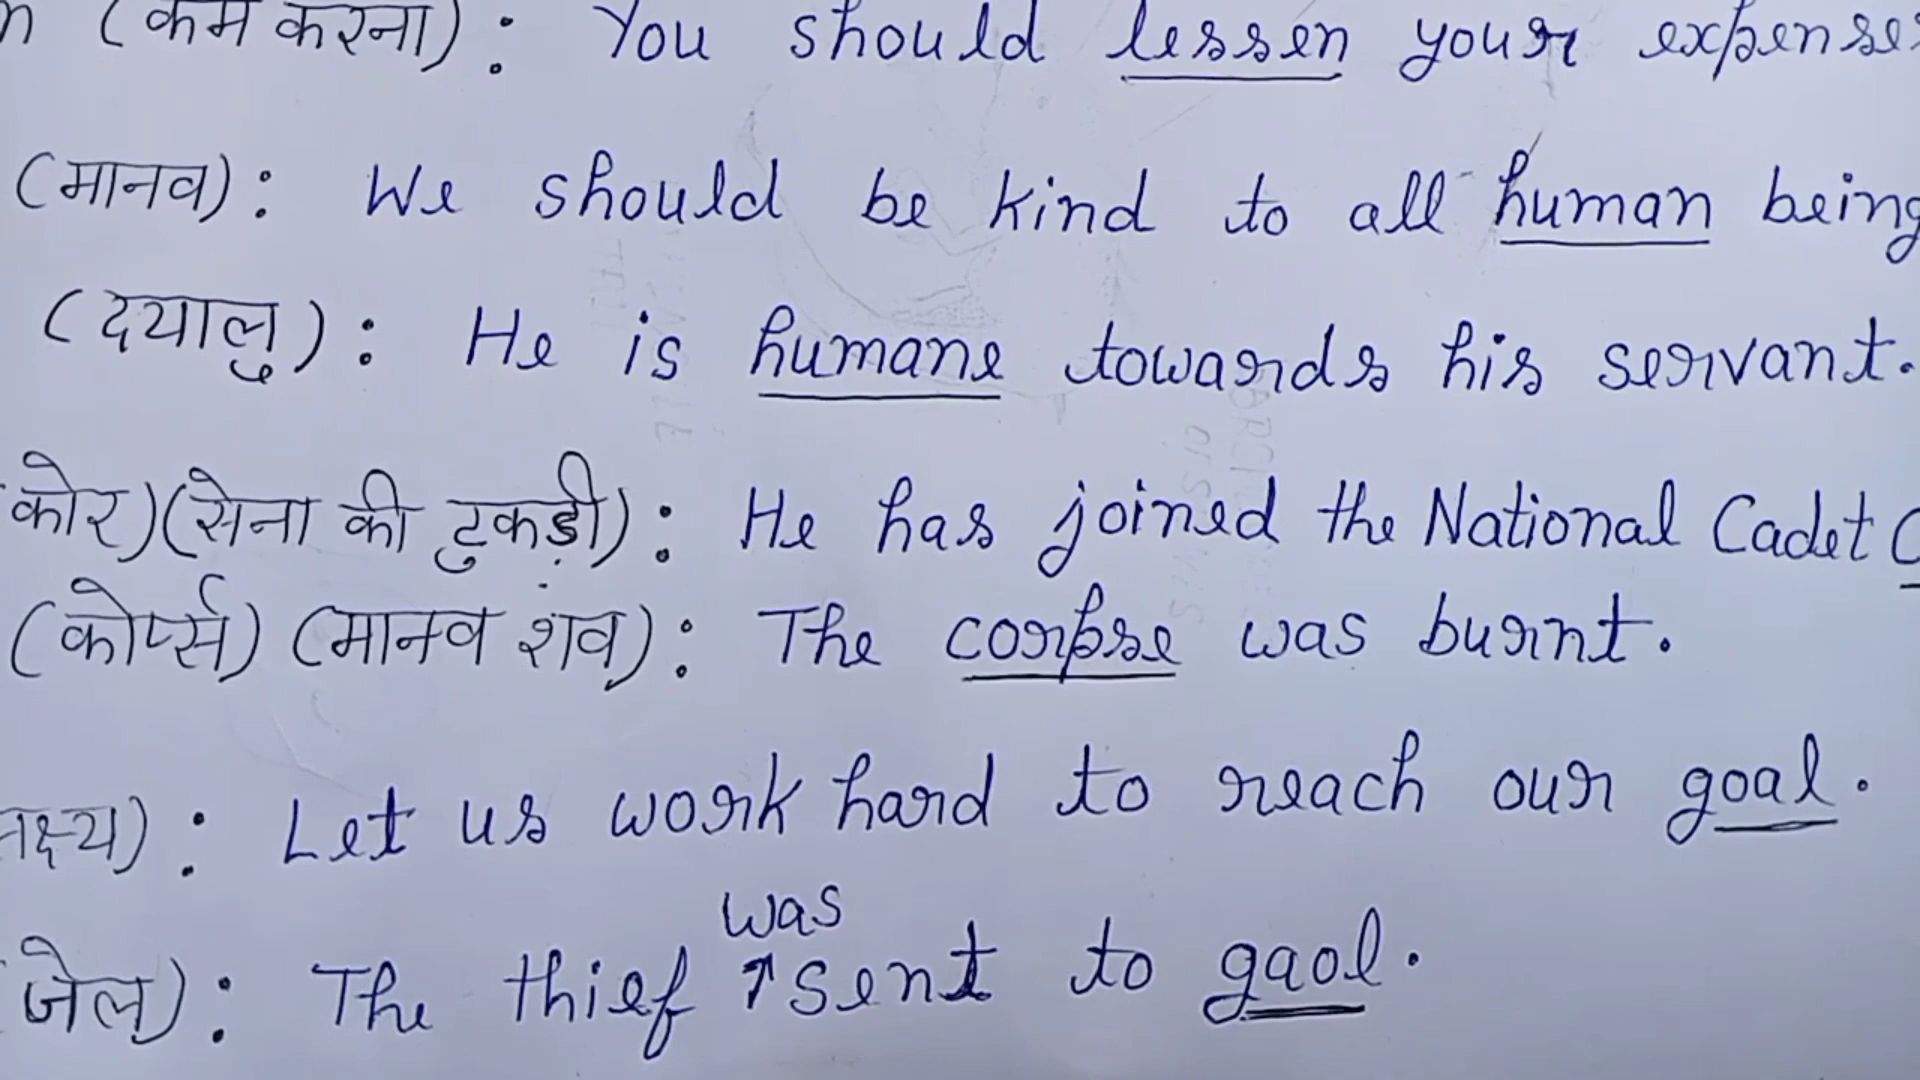 (कम करना): You should lessen your expenses
(मानव): We should be kind to all human being
(दयालु): He is humane towards his servant.
कोर)(सेना की टुकड़ी): He has joined the National Cadet C
(कोर्प्स) (मानव शव): The corpse was burnt.
क्ष्य): Let us work hard to reach our goal.
was
(जेल): The thief ↑ sent to gaol.